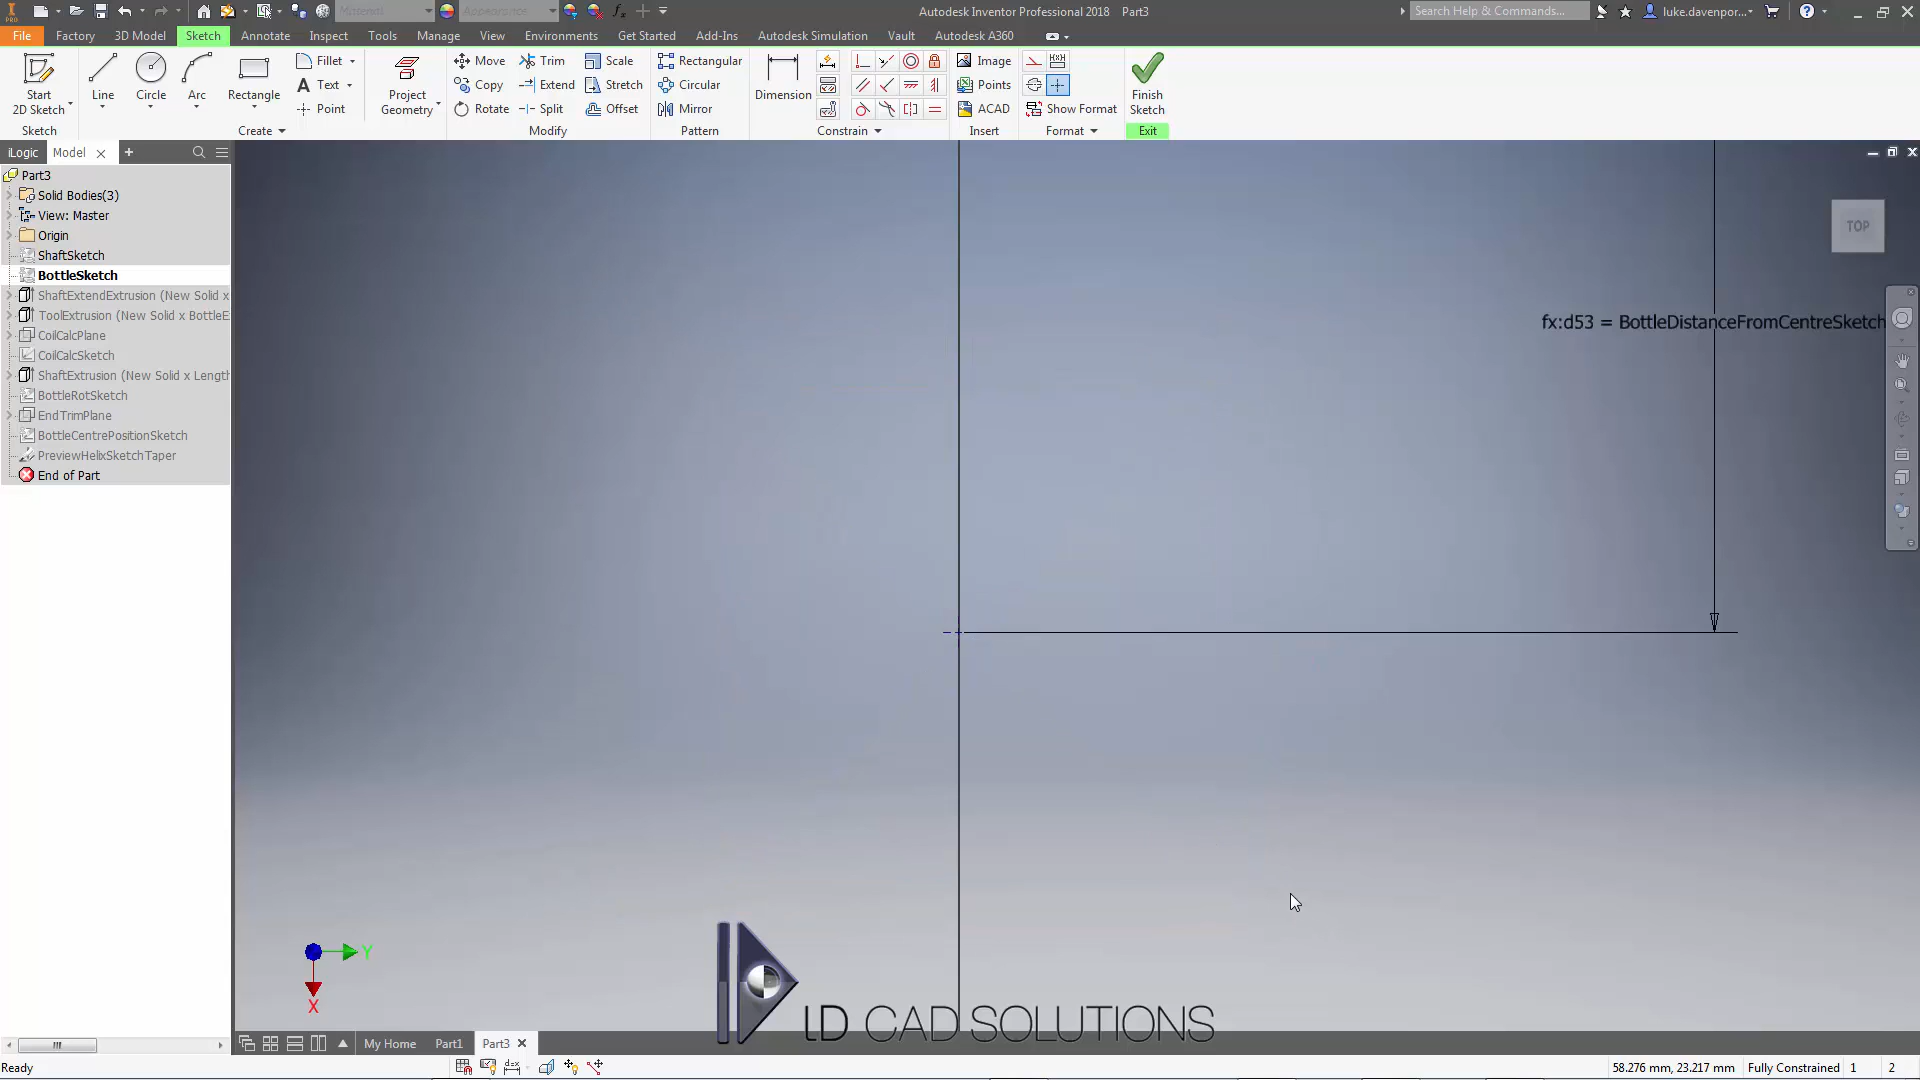 Materials
Appearance
Autodesk Inventor Professional 2018 Part3
Search Help & Commands...
luke.davenpor...
File
Factory
3D Model
Sketch
Annotate
Inspect
Tools
Manage
View
Environments
Get Started
Add-Ins
Autodesk Simulation
Vault
Autodesk A360
Start
2D Sketch
Line
Circle
Arc
Rectangle
Fillet
Text
Point
Project
Geometry
Move
Copy
Rotate
Trim
Extend
Split
Scale
Stretch
Offset
Rectangular
Circular
Mirror
Dimension
Image
Points
ACAD
Show Format
Finish
Sketch
Sketch
Create
Modify
Pattern
Constrain
Insert
Format
Exit
iLogic
Model
Part3
Solid Bodies(3)
View: Master
Origin
ShaftSketch
BottleSketch
ShaftExtendExtrusion (New Solid x
ToolExtrusion (New Solid x BottleE
CoilCalcPlane
CoilCalcSketch
ShaftExtrusion (New Solid x Length
BottleRotSketch
EndTrimPlane
BottleCentrePositionSketch
PreviewHelixSketchTaper
End of Part
TOP
fx:d53 = BottleDistanceFromCentreSketch
Y
X
LD CAD SOLUTIONS
My Home
Part1
Part3
Ready
58.276 mm, 23.217 mm
Fully Constrained
1
2